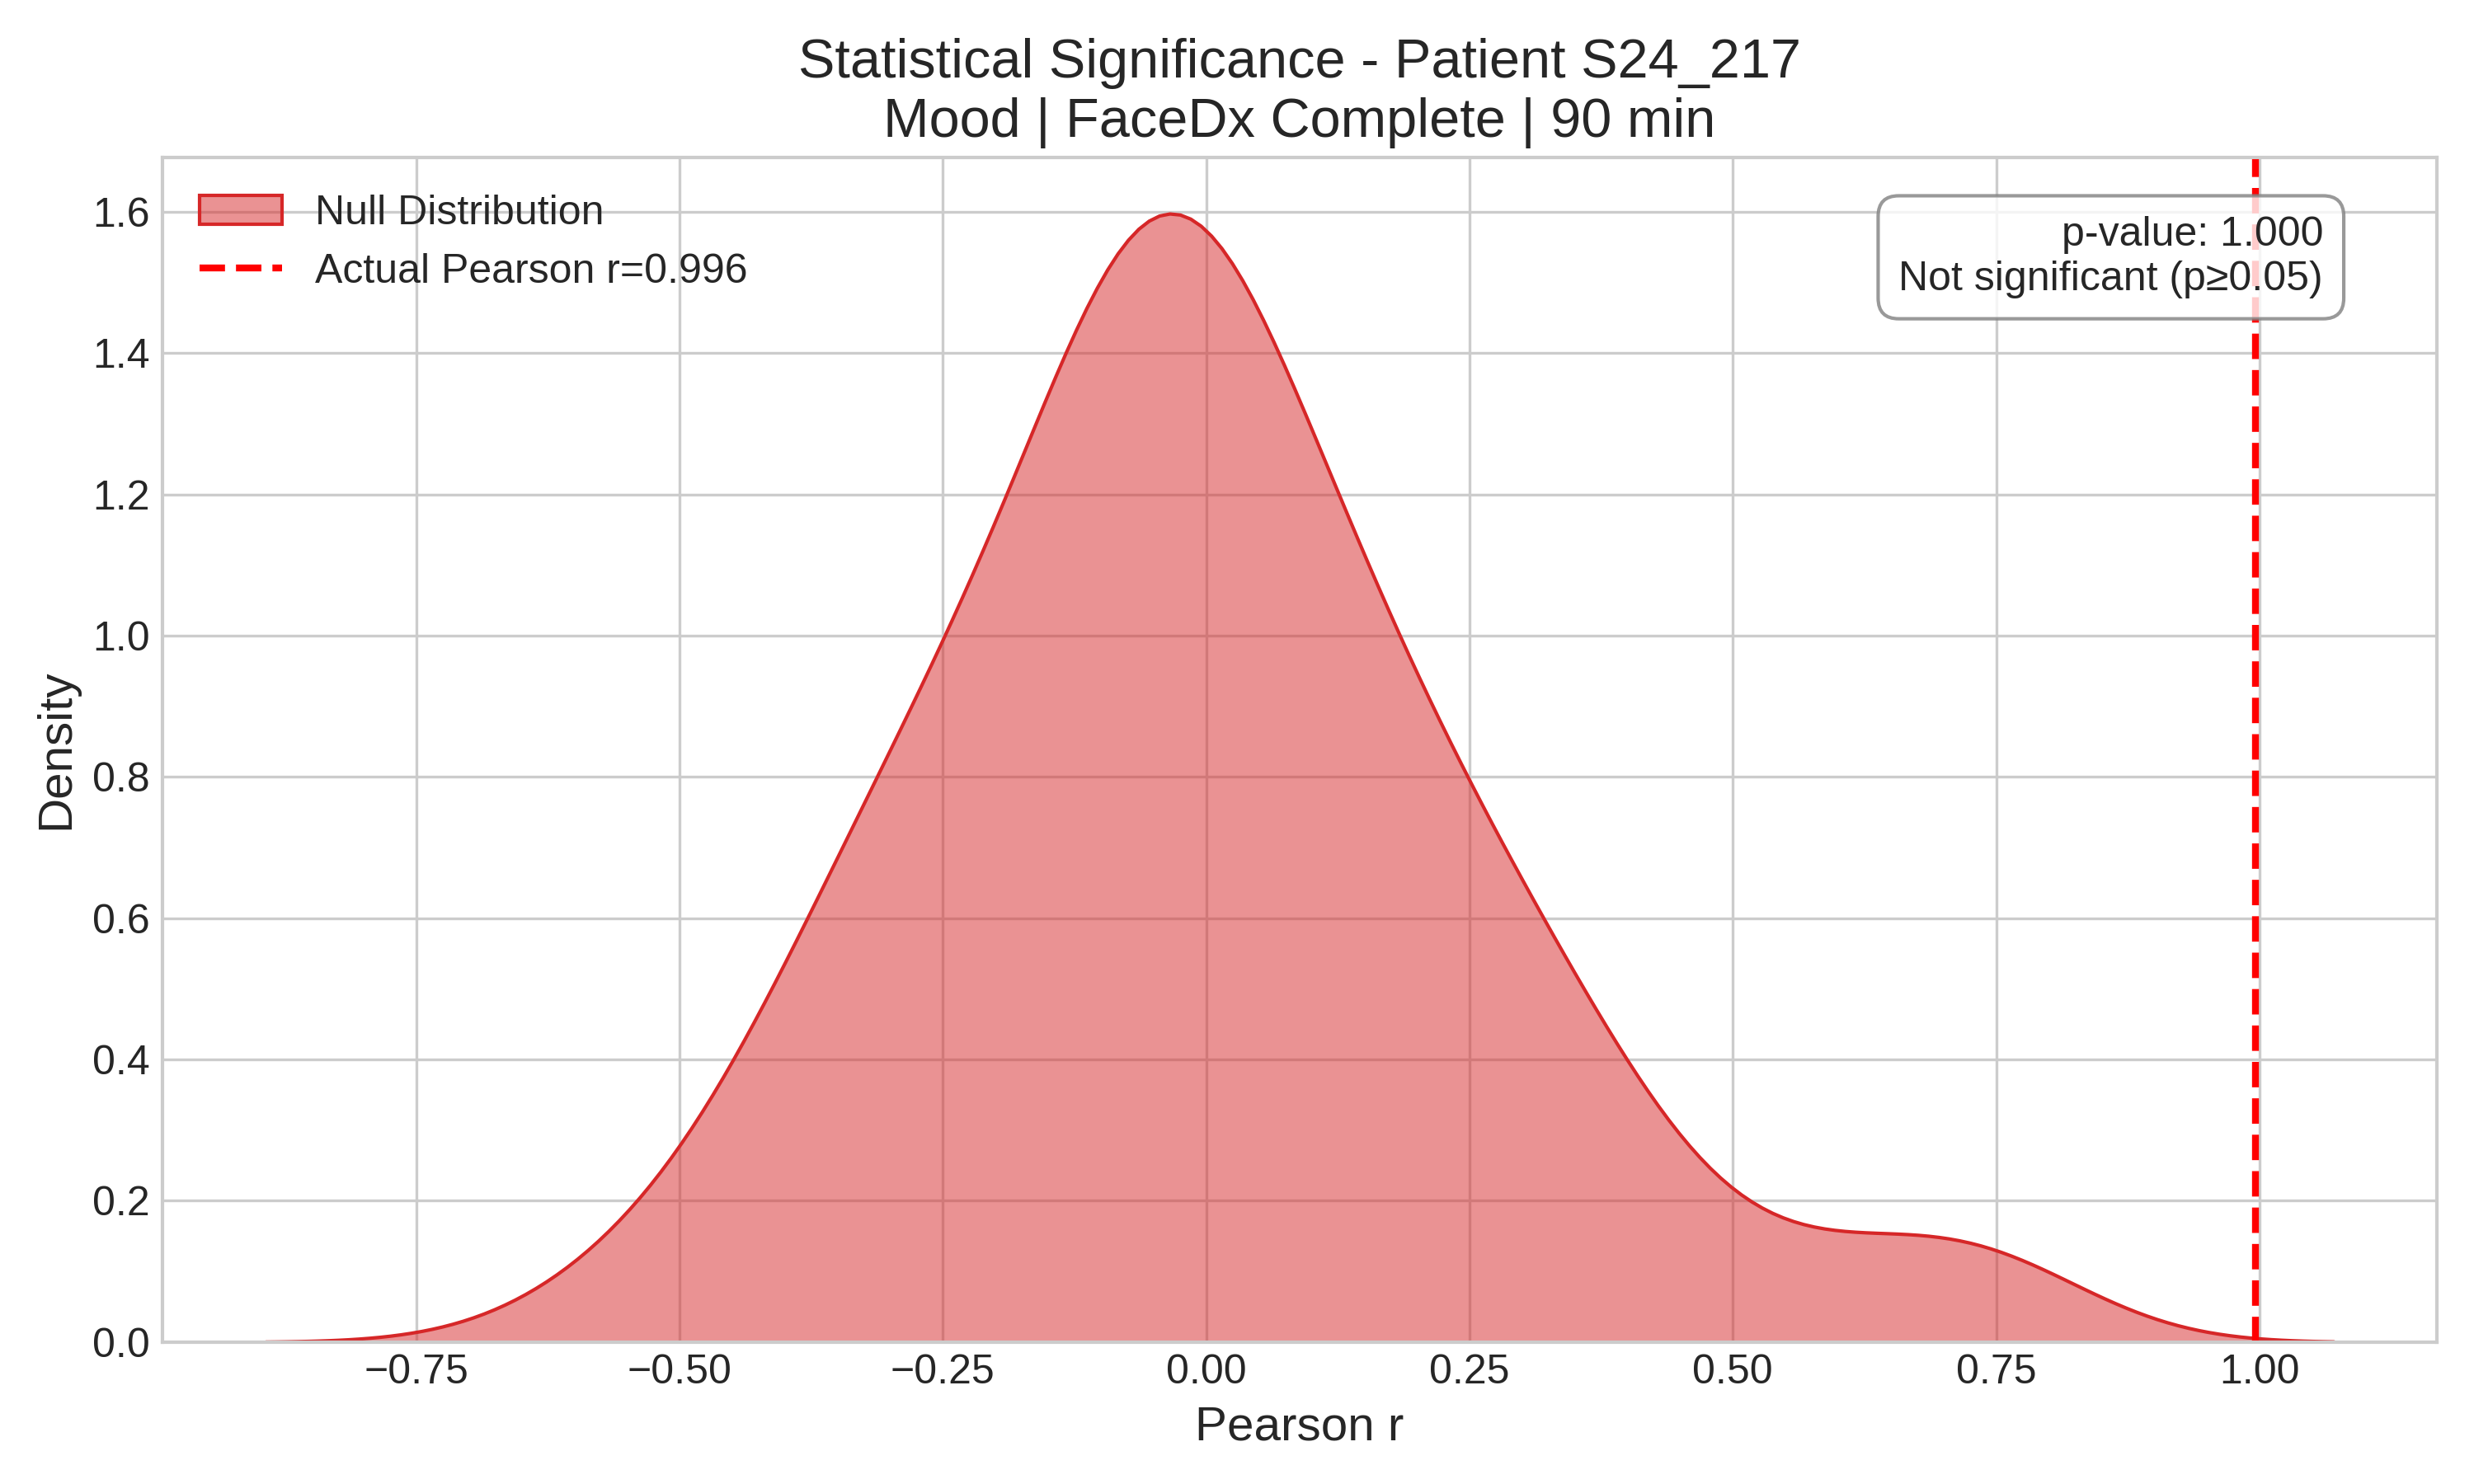 Statistical Significance - Patient S24_217
Mood | FaceDx Complete | 90 min
Null Distribution
Actual Pearson r=0.996
p-value: 1.000
Not significant (p≥0.05)
Density
1.6
1.4
1.2
1.0
0.8
0.6
0.4
0.2
0.0
−0.75 −0.50 −0.25 0.00 0.25 0.50 0.75 1.00
Pearson r